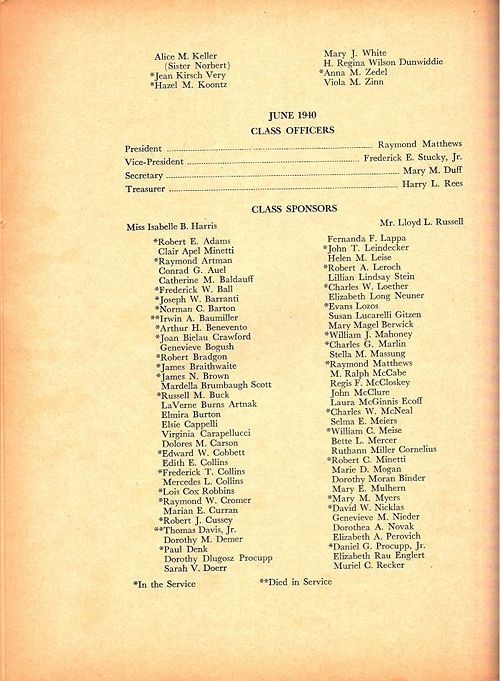 Alice M. Keller
(Sister Norbert)
*Jean Kirsch Very
*Hazel M. Koontz
Mary J. White
H. Regina Wilson Dunwiddie
*Anna M. Zedel
Viola M. Zinn
JUNE 1940
CLASS OFFICERS
President ........ Raymond Matthews
Vice-President ........ Frederick E. Stucky, Jr.
Secretary ........ Mary M. Duff
Treasurer ........ Harry L. Rees
CLASS SPONSORS
Miss Isabelle B. Harris
Mr. Lloyd L. Russell
*Robert E. Adams
Clair Apel Minetti
*Raymond Artman
Conrad G. Auel
Catherine M. Baldauff
*Frederick W. Ball
*Joseph W. Barranti
*Norman C. Barton
**Irwin A. Baumiller
*Arthur H. Benevento
*Joan Bielau Crawford
Genevieve Bogush
*Robert Bradgon
*James Braithwaite
*James N. Brown
Mardella Brumbaugh Scott
*Russell M. Buck
LaVerne Burns Artnak
Elmira Burton
Elsie Cappelli
Virginia Carapellucci
Dolores M. Carson
*Edward W. Cobbett
Edith E. Collins
*Frederick T. Collins
Mercedes L. Collins
*Lois Cox Robbins
*Raymond W. Cromer
Marian E. Curran
*Robert J. Cussey
**Thomas Davis, Jr.
Dorothy M. Demer
*Paul Denk
Dorothy Dlugosz Procupp
Sarah V. Doerr
Fernanda F. Lappa
*John T. Leindecker
Helen M. Leise
*Robert A. Leroch
Lillian Lindsay Stein
*Charles W. Loether
Elizabeth Long Neuner
*Evans Lozos
Susan Lucarelli Gitzen
Mary Magel Berwick
*William J. Mahoney
*Charles G. Marlin
Stella M. Massung
*Raymond Matthews
M. Ralph McCabe
Regis F. McCloskey
John McClure
Laura McGinnis Ecoff
*Charles W. McNeal
Selma E. Meiers
*William C. Meise
Bette L. Mercer
Ruthann Miller Cornelius
*Robert C. Minetti
Marie D. Mogan
Dorothy Moran Binder
Mary E. Mulhern
*Mary M. Myers
*David W. Nicklas
Genevieve M. Nieder
Dorothea A. Novak
Elizabeth A. Perovich
*Daniel G. Procupp, Jr.
Elizabeth Rau Englert
Muriel C. Recker
*In the Service
**Died in Service